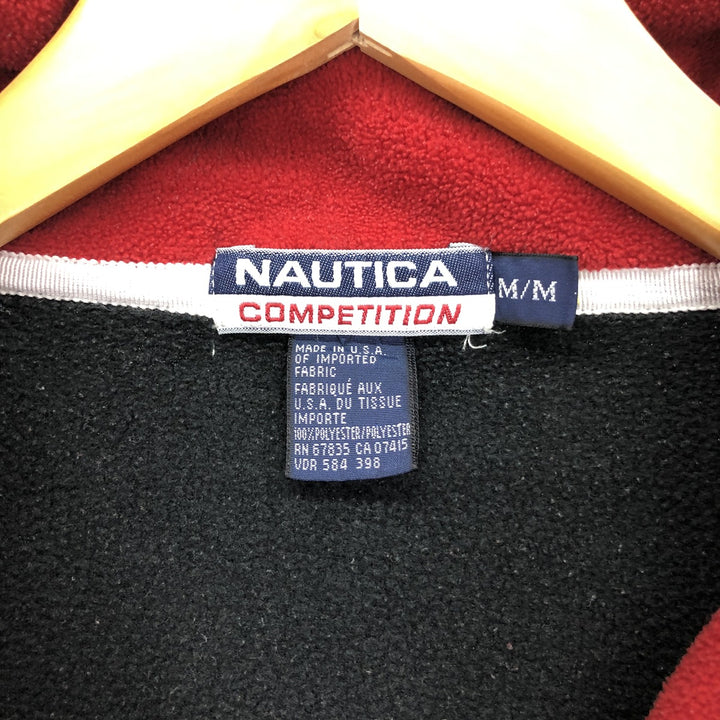 NAUTICA
COMPETITION
M/M
MADE IN U.S.A.
OF IMPORTED
FABRIC
FABRIQUÉ AUX
U.S.A. DU TISSUE
IMPORTE
100%POLYESTER/POLYESTER
RN 67835 CA 07415
VDR 584 398